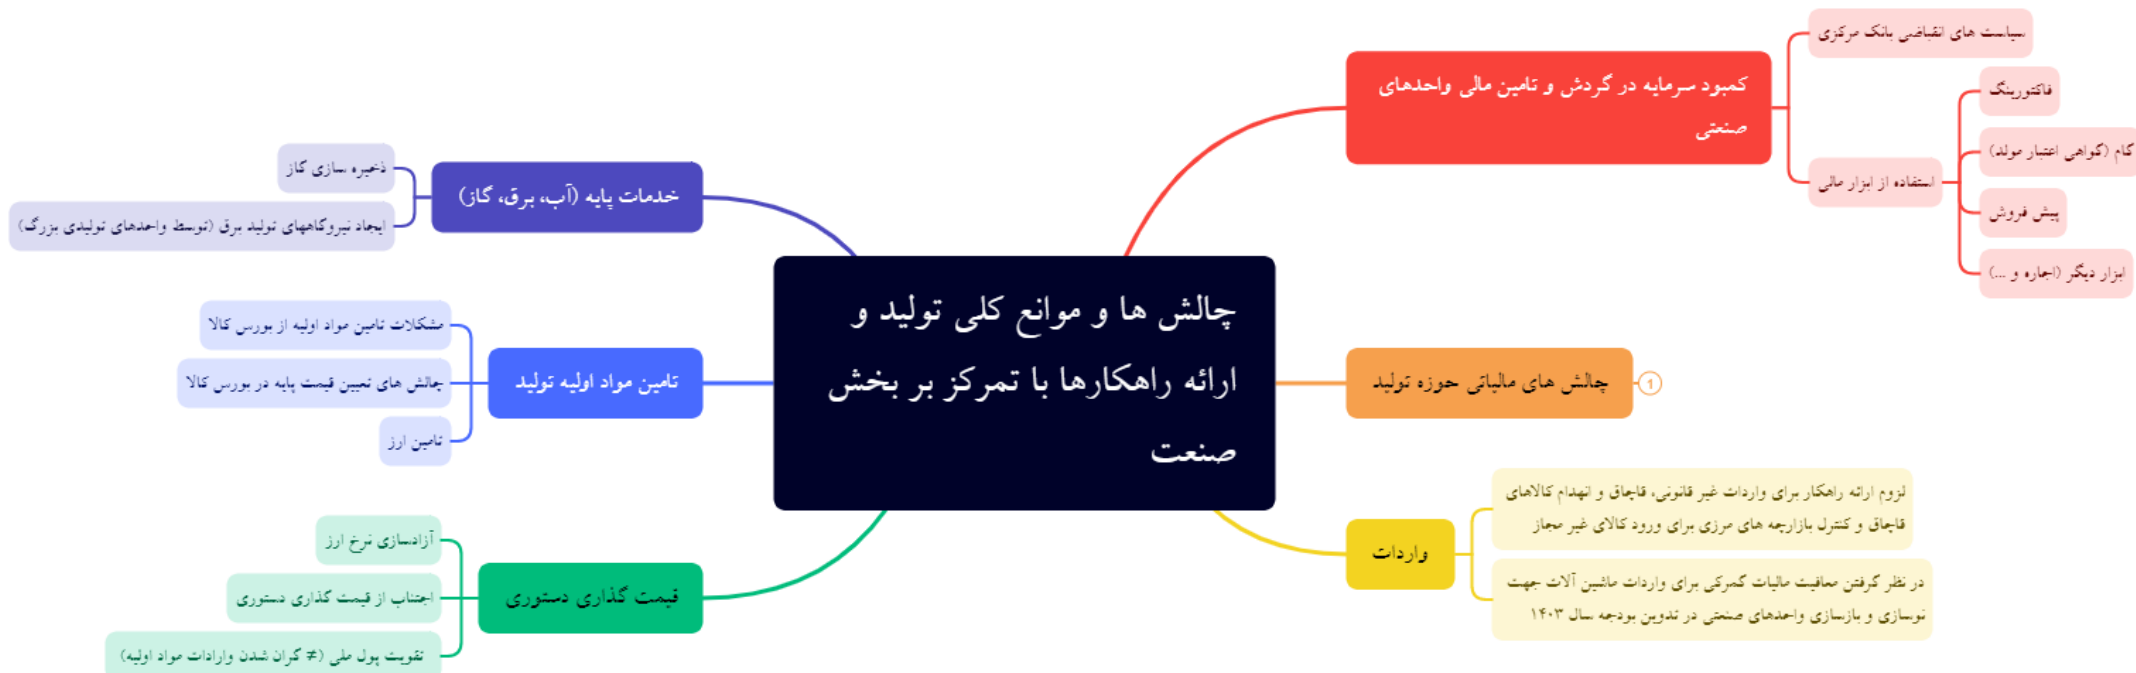 چالش ها و موانع کلی تولید و
ارائه راهکارها با تمرکز بر بخش
صنعت
کمبود سرمایه در گردش و تامین مالی واحدهای
صنعتی
سیاست های انقباضی بانک مرکزی
استفاده از ابزار مالی
فاکتورینگ
گام (گواهی اعتبار مولد)
پیش فروش
ابزار دیگر (اجاره و ...)
چالش های مالیاتی حوزه تولید
1
واردات
لزوم ارائه راهکار برای واردات غیر قانونی، قاچاق و انهدام کالاهای
قاچاق و کنترل بازارچه های مرزی برای ورود کالای غیر مجاز
در نظر گرفتن معافیت مالیات گمرکی برای واردات ماشین آلات جهت
نوسازی و بازسازی واحدهای صنعتی در تدوین بودجه سال ۱۴۰۳
خدمات پایه (آب، برق، گاز)
ذخیره سازی گاز
ایجاد نیروگاههای تولید برق (توسط واحدهای تولیدی بزرگ)
تامین مواد اولیه تولید
مشکلات تامین مواد اولیه از بورس کالا
چالش های تعیین قیمت پایه در بورس کالا
تامین ارز
قیمت گذاری دستوری
آزادسازی نرخ ارز
اجتناب از قیمت گذاری دستوری
تقویت پول ملی (≠ گران شدن وارادات مواد اولیه)